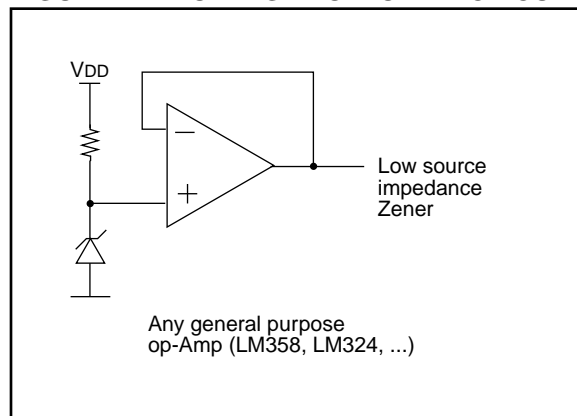 VDD
−
+
Low source
impedance
Zener
Any general purpose
op-Amp (LM358, LM324, ...)